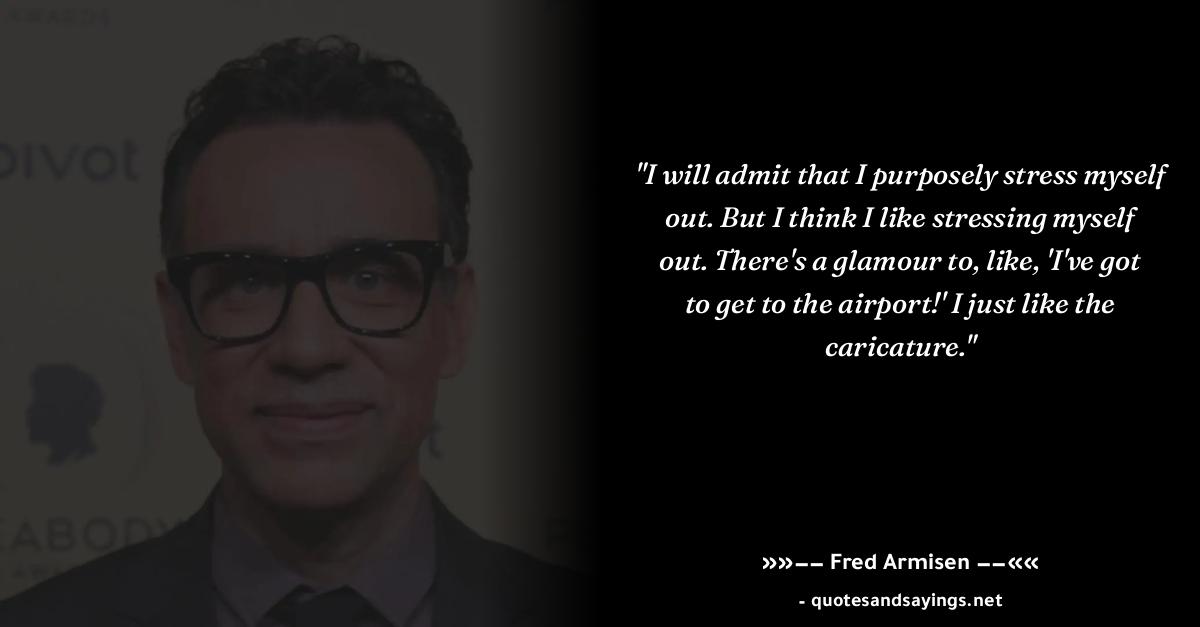 AWARDS
pivot
t
EABODY
AWA
"I will admit that I purposely stress myself
out. But I think I like stressing myself
out. There's a glamour to, like, 'I've got
to get to the airport!' I just like the
caricature."
»»−− Fred Armisen −−««
- quotesandsayings.net